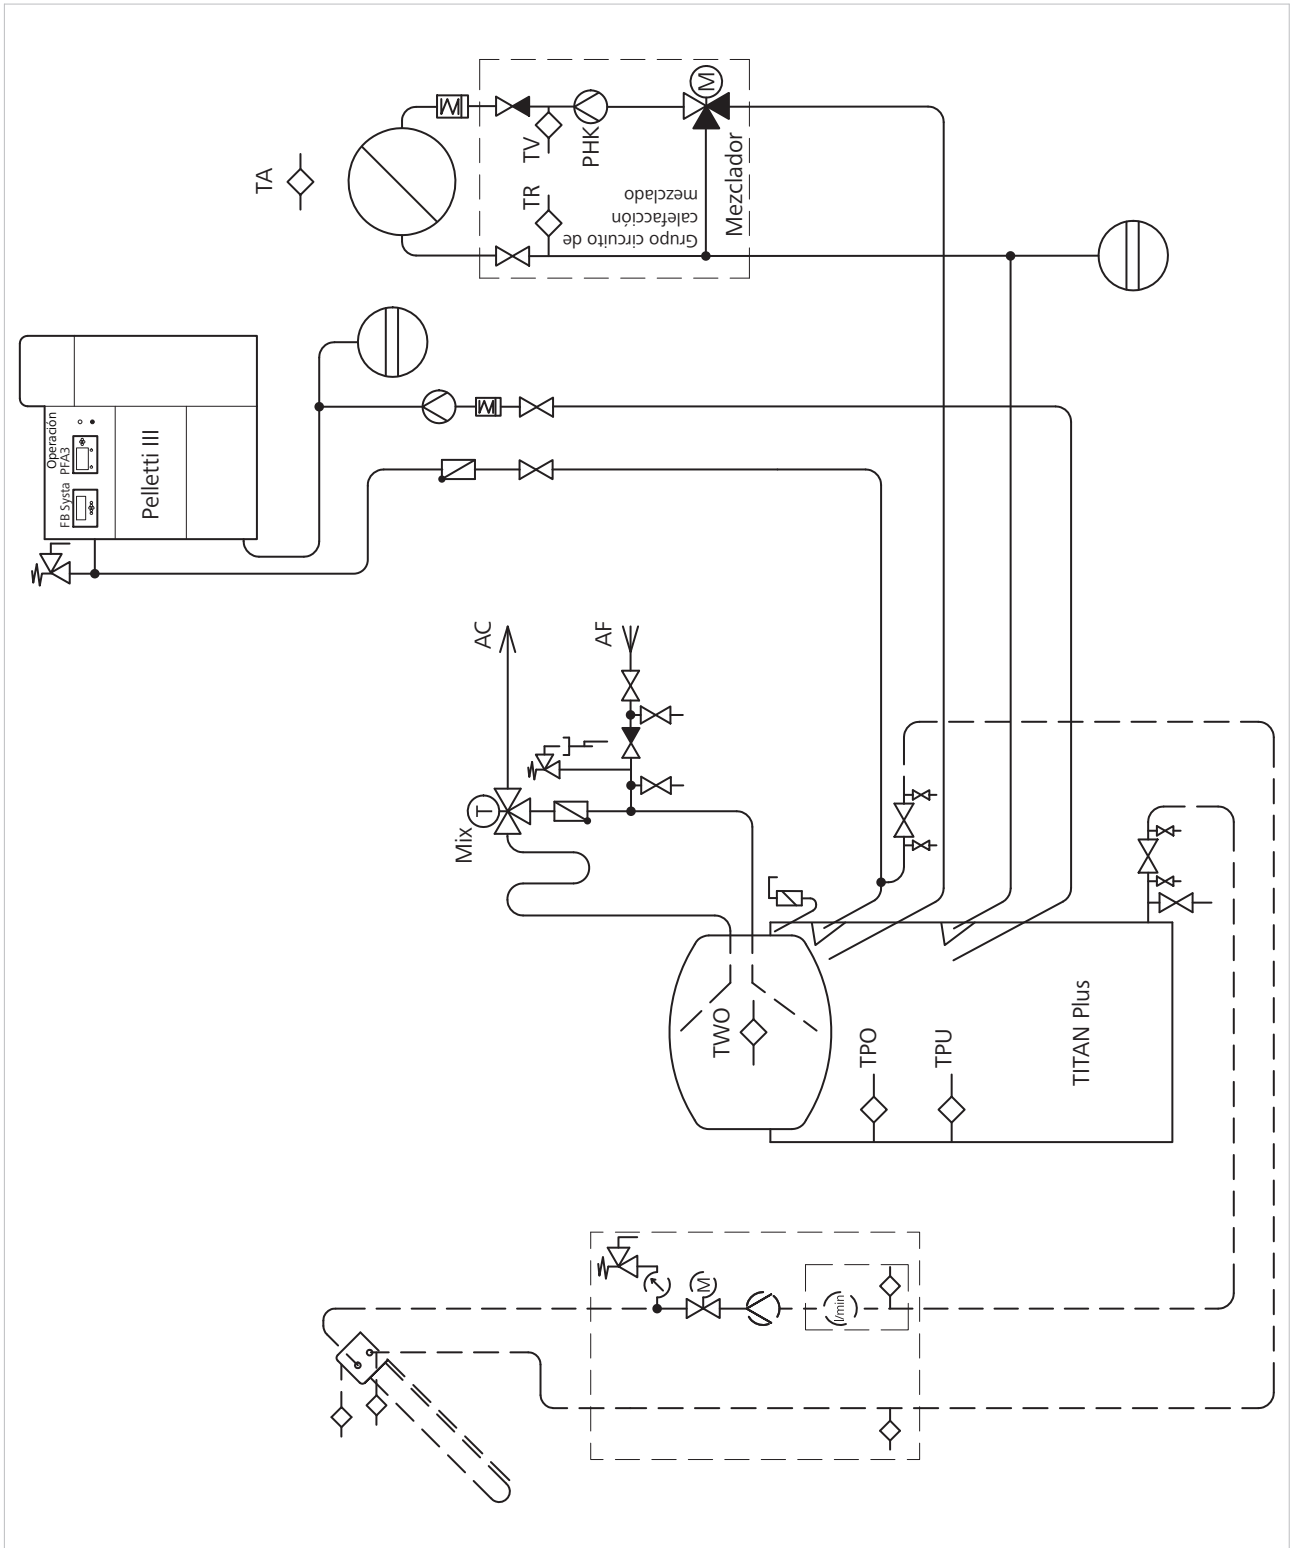 TA
TV
PHK
M
TR
Grupo circuito de
calefacción
mezclado
Mezclador
Operación
PFA3
FB Systa
Pelletti III
AC
AF
T
Mix
TWO
TPO
TPU
TITAN Plus
M
l/min